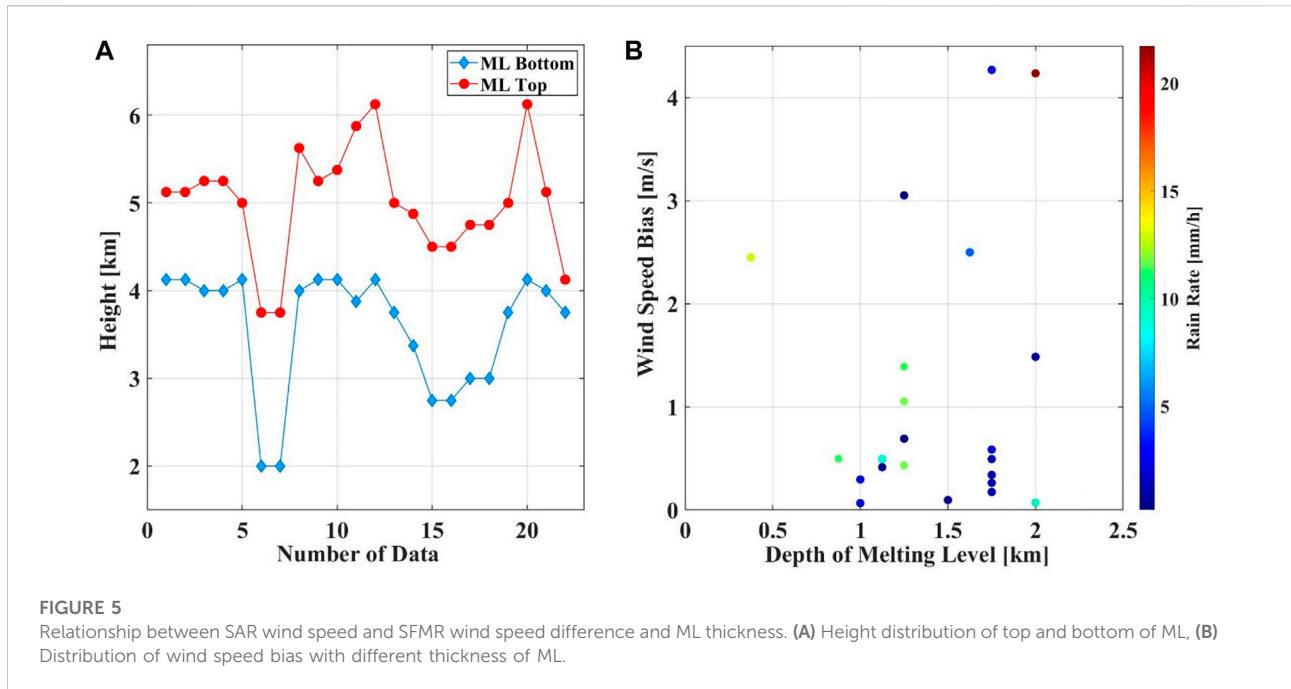 A
ML Bottom
ML Top
6
5
4
3
2
Height [km]
0
5
10
15
20
Number of Data
B
4
3
2
1
0
Wind Speed Bias [m/s]
0
0.5
1
1.5
2
2.5
Depth of Melting Level [km]
20
15
10
5
Rain Rate [mm/h]
FIGURE 5
Relationship between SAR wind speed and SFMR wind speed difference and ML thickness. (A) Height distribution of top and bottom of ML, (B)
Distribution of wind speed bias with different thickness of ML.